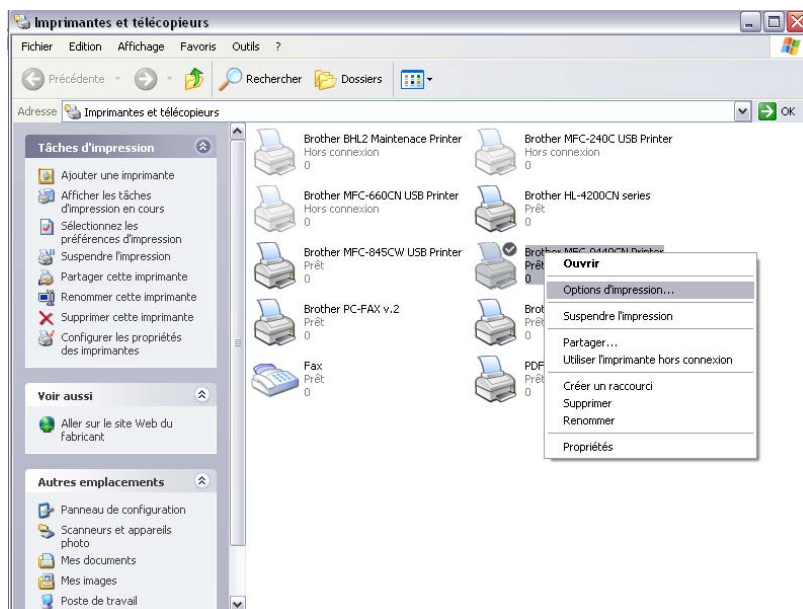 Imprimantes et télécopieurs
Fichier Edition Affichage Favoris Outils ?
Précédente Rechercher Dossiers
Adresse Imprimantes et télécopieurs OK
Tâches d'impression
Ajouter une imprimante
Afficher les tâches
d'impression en cours
Sélectionnez les
préférences d'impression
Suspendre l'impression
Partager cette imprimante
Renommer cette imprimante
Supprimer cette imprimante
Configurer les propriétés
des imprimantes
Voir aussi
Aller sur le site Web du
fabricant
Autres emplacements
Panneau de configuration
Scanneurs et appareils
photo
Mes documents
Mes images
Poste de travail
Brother BHL2 Maintenace Printer
Hors connexion
0
Brother MFC-240C USB Printer
Hors connexion
0
Brother MFC-660CN USB Printer
Hors connexion
0
Brother HL-4200CN series
Prêt
0
Brother MFC-845CW USB Printer
Prêt
0
Brother MFC-9440CN Printer
Prêt
0
Brother PC-FAX v.2
Prêt
0
Brot
Prêt
0
Fax
Prêt
0
PDF
Prêt
0
Ouvrir
Options d'impression...
Suspendre l'impression
Partager...
Utiliser l'imprimante hors connexion
Créer un raccourci
Supprimer
Renommer
Propriétés